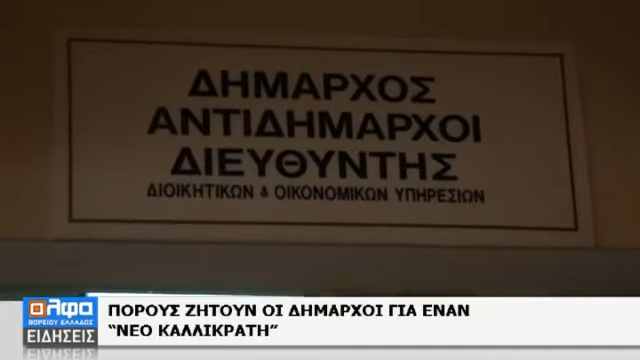 ΔΗΜΑΡΧΟΣ
ΑΝΤΙΔΗΜΑΡΧΟΙ
ΔΙΕΥΘΥΝΤΗΣ
ΔΙΟΙΚΗΤΙΚΩΝ & ΟΙΚΟΝΟΜΙΚΩΝ ΥΠΗΡΕΣΙΩΝ
αλφα
ΒΟΡΕΙΟΥ ΕΛΛΑΔΟΣ
ΕΙΔΗΣΕΙΣ
ΠΟΡΟΥΣ ΖΗΤΟΥΝ ΟΙ ΔΗΜΑΡΧΟΙ ΓΙΑ ΕΝΑΝ
“ΝΕΟ ΚΑΛΛΙΚΡΑΤΗ”